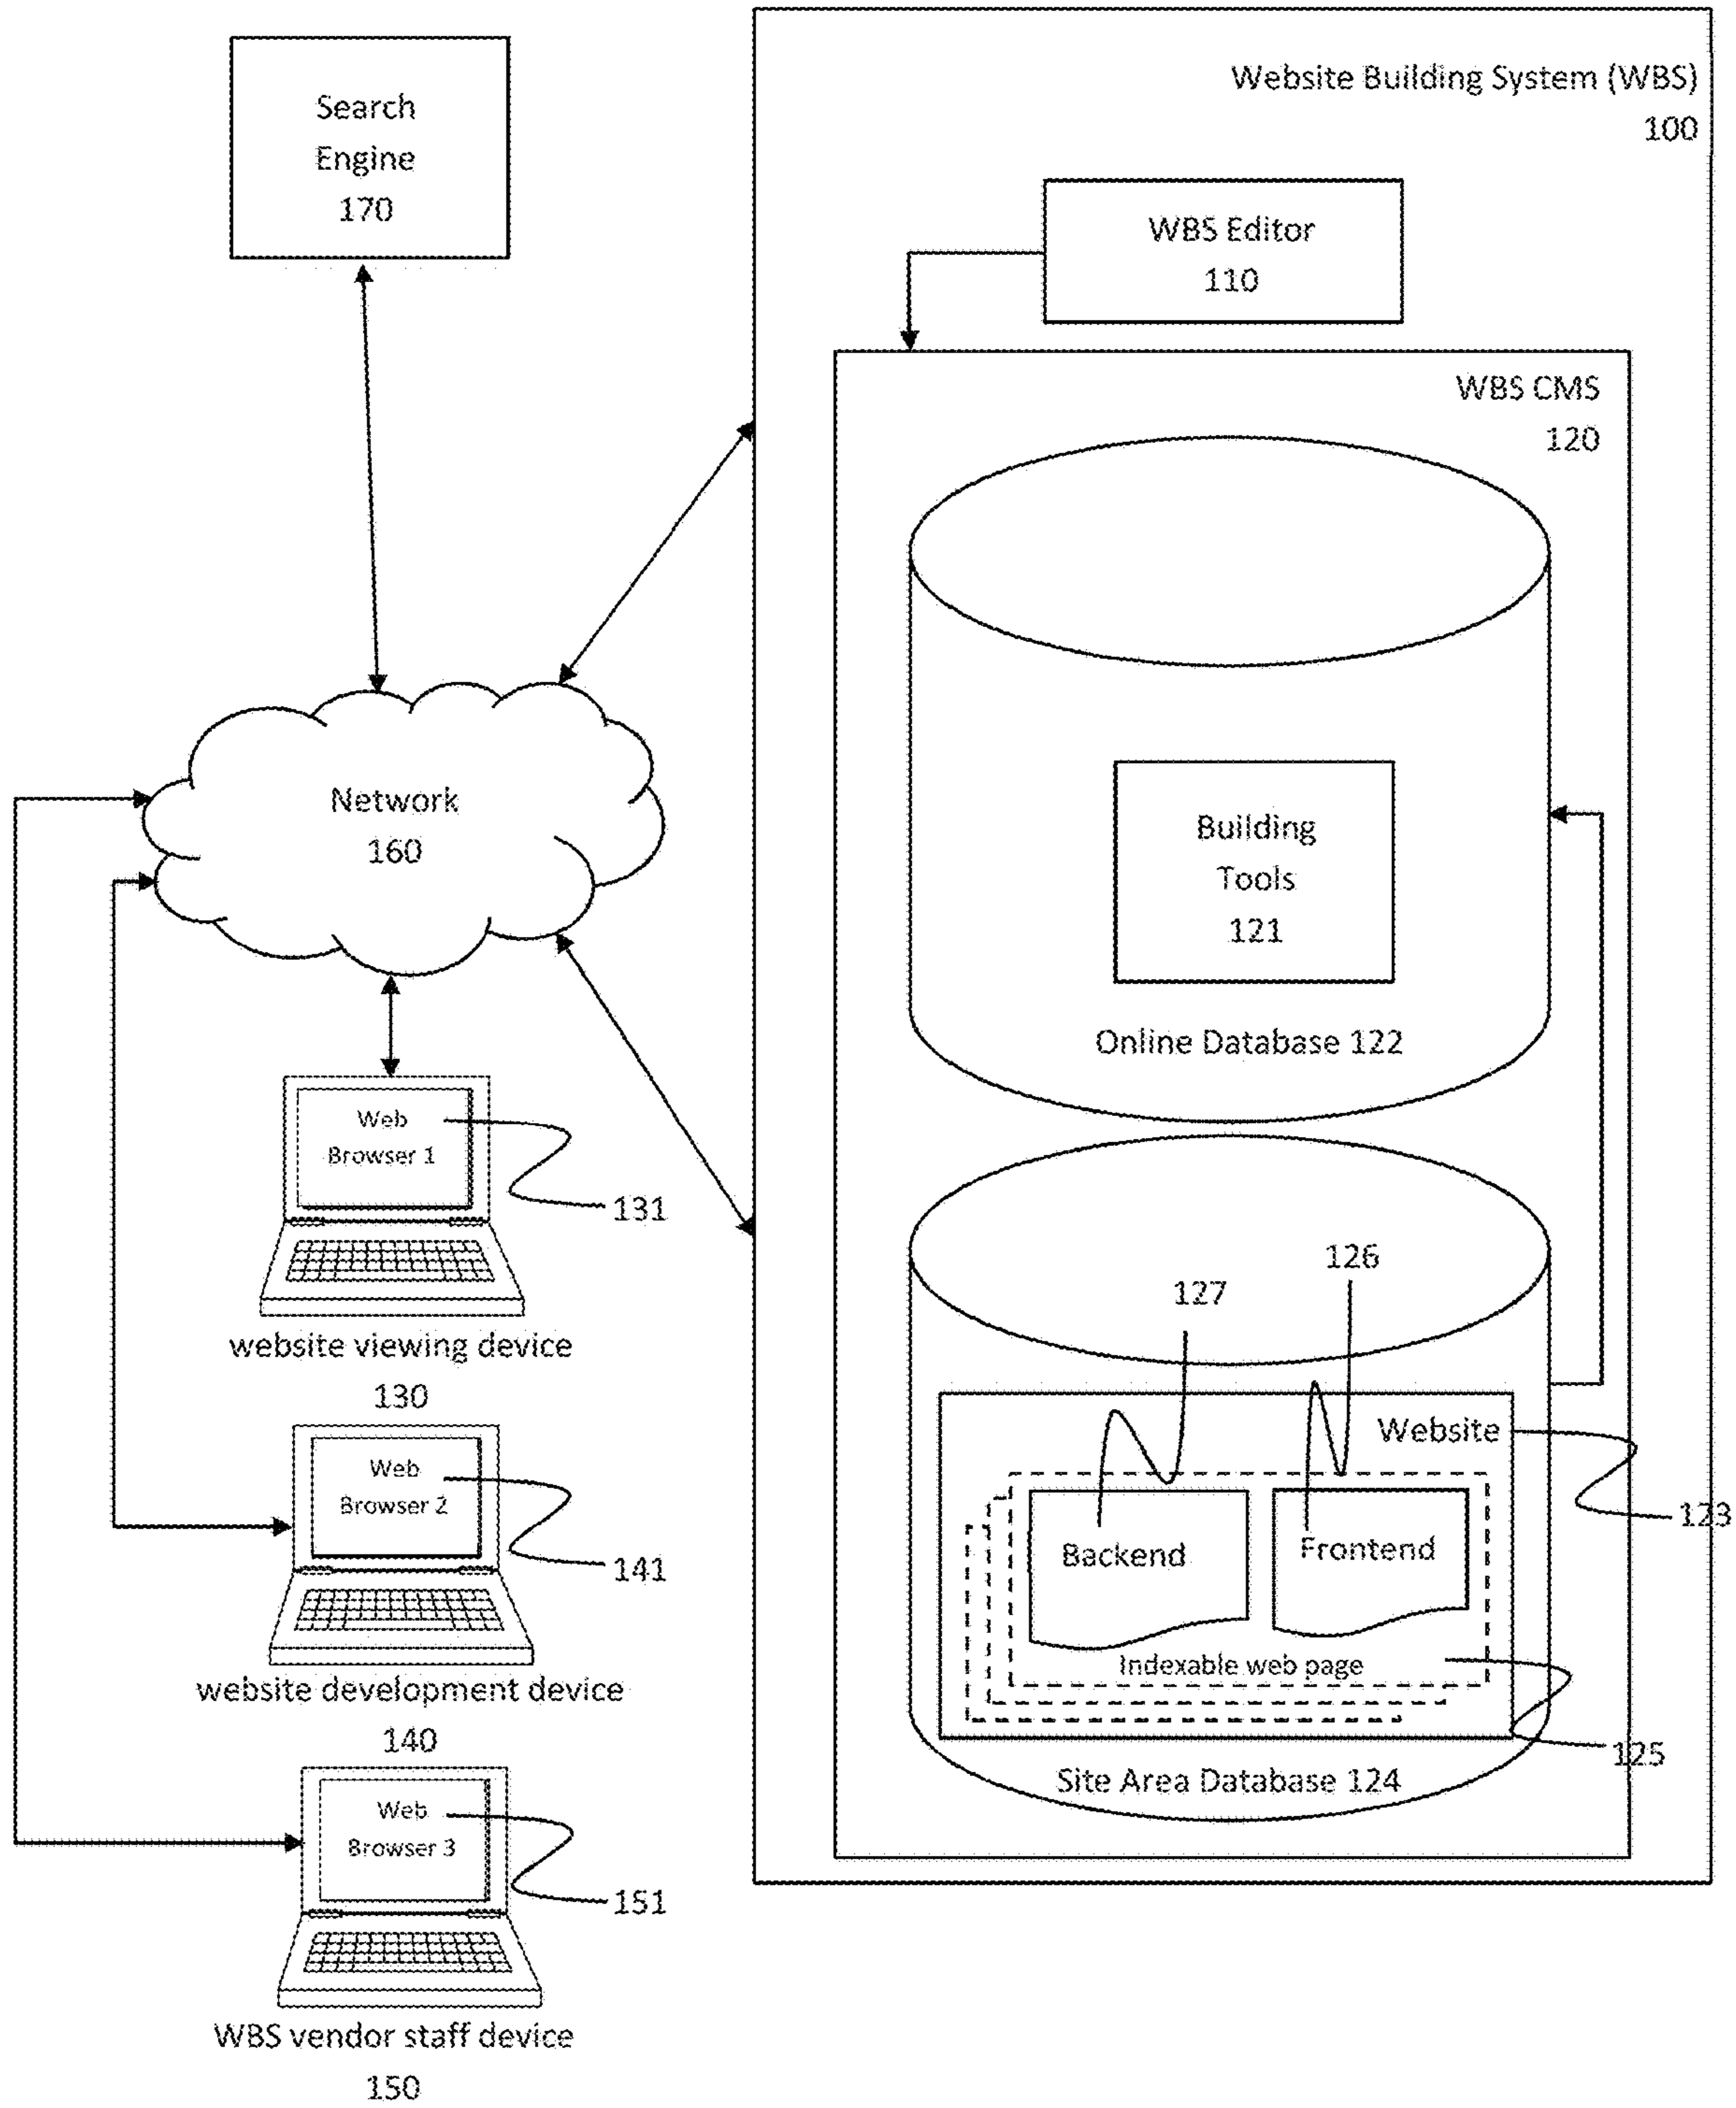 Search
Engine
170
Website Building System (WBS)
100
WBS Editor
110
WBS CMS
120
Network
160
Building
Tools
121
Online Database 122
Web
Browser 1
131
website viewing device
130
126
127
Website
123
Backend
Frontend
Indexable web page
125
Site Area Database 124
Web
Browser 2
141
website development device
140
Web
Browser 3
151
WBS vendor staff device
150